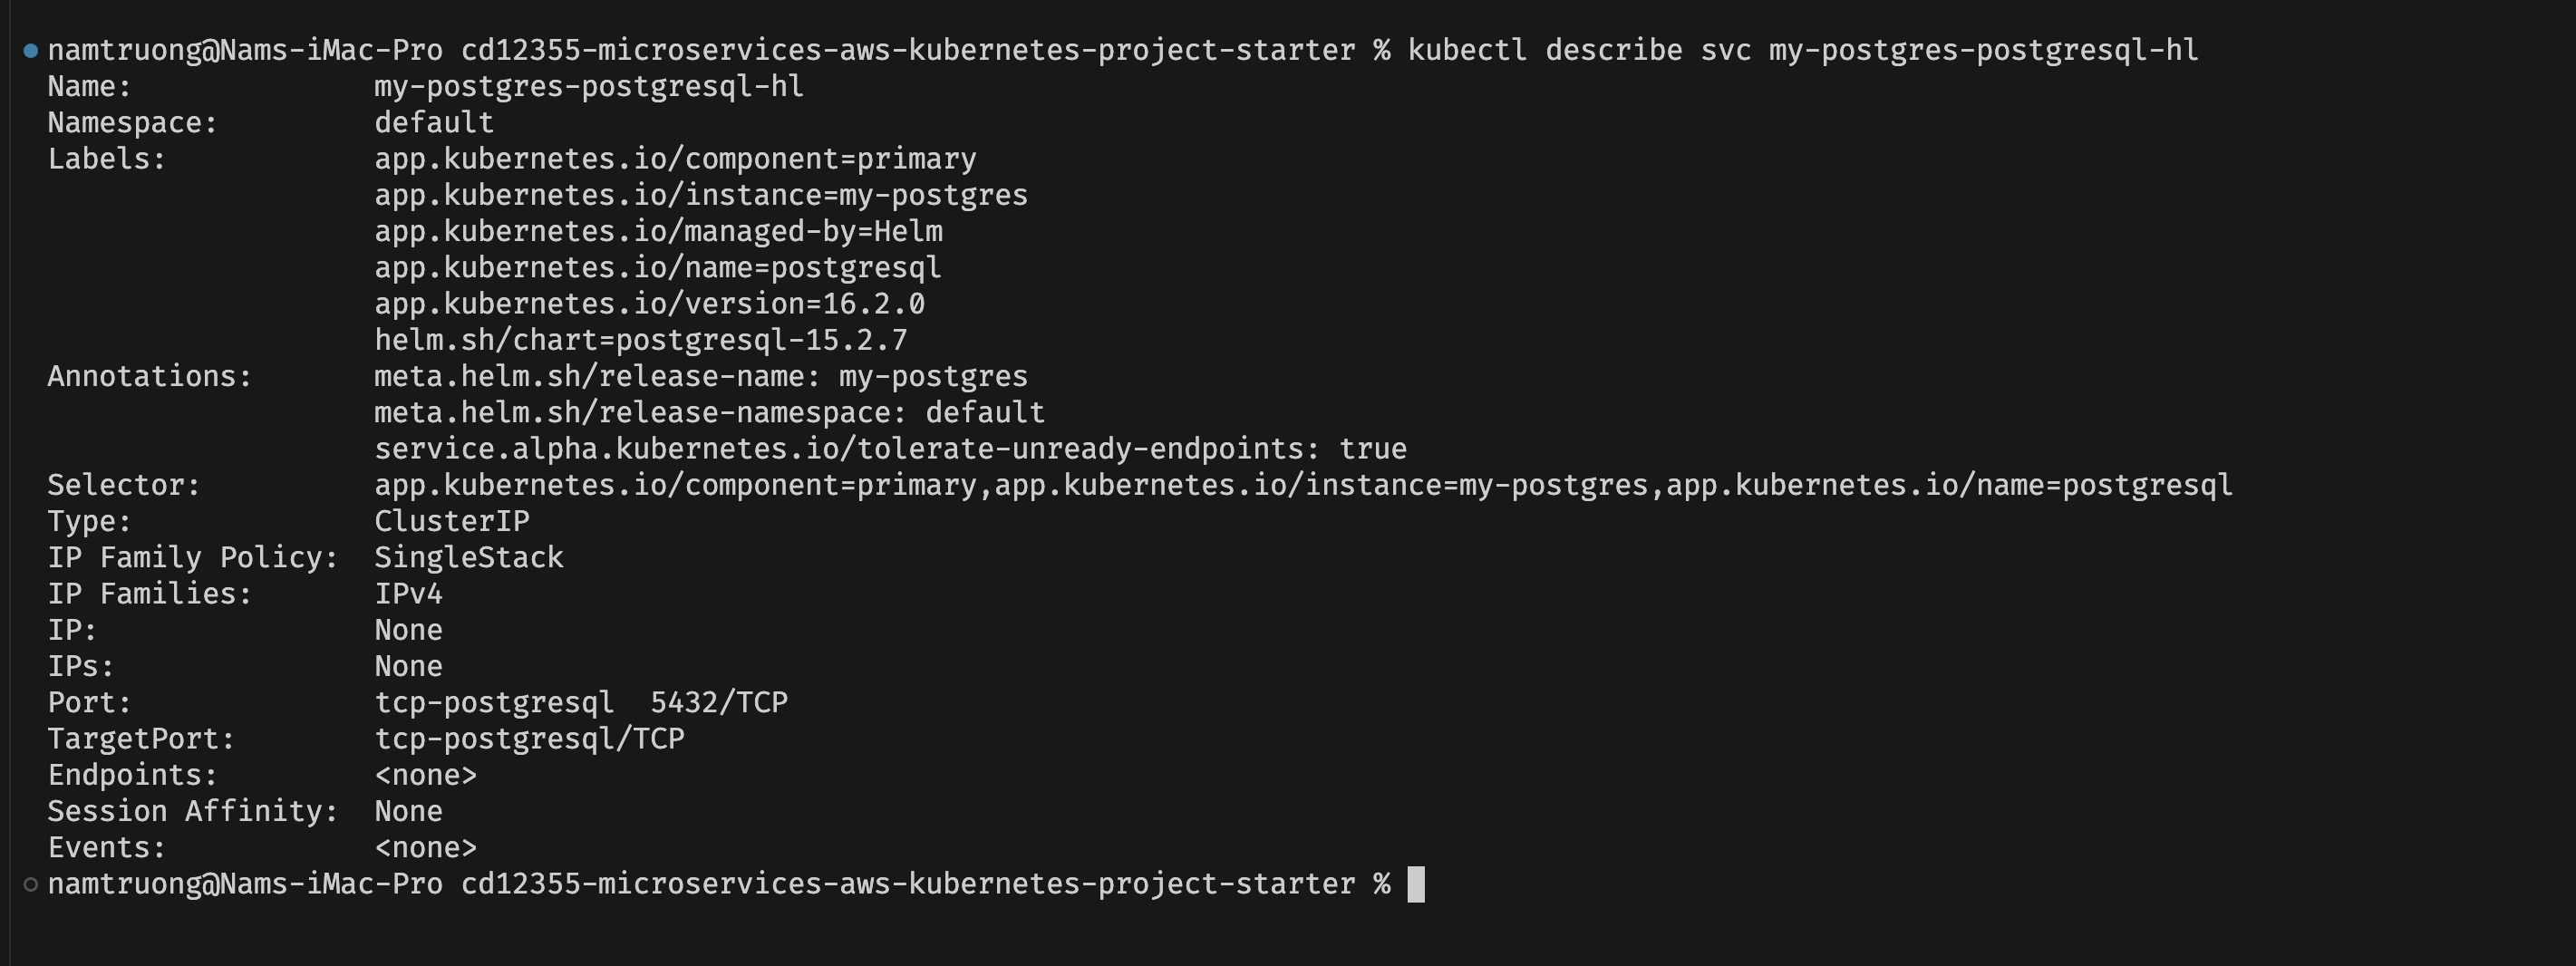 namtruong@Nams-iMac-Pro cd12355-microservices-aws-kubernetes-project-starter % kubectl describe svc my-postgres-postgresql-hl
Name:              my-postgres-postgresql-hl
Namespace:         default
Labels:            app.kubernetes.io/component=primary
                   app.kubernetes.io/instance=my-postgres
                   app.kubernetes.io/managed-by=Helm
                   app.kubernetes.io/name=postgresql
                   app.kubernetes.io/version=16.2.0
                   helm.sh/chart=postgresql-15.2.7
Annotations:       meta.helm.sh/release-name: my-postgres
                   meta.helm.sh/release-namespace: default
                   service.alpha.kubernetes.io/tolerate-unready-endpoints: true
Selector:          app.kubernetes.io/component=primary,app.kubernetes.io/instance=my-postgres,app.kubernetes.io/name=postgresql
Type:              ClusterIP
IP Family Policy:  SingleStack
IP Families:       IPv4
IP:                None
IPs:               None
Port:              tcp-postgresql  5432/TCP
TargetPort:        tcp-postgresql/TCP
Endpoints:         <none>
Session Affinity:  None
Events:            <none>
namtruong@Nams-iMac-Pro cd12355-microservices-aws-kubernetes-project-starter %